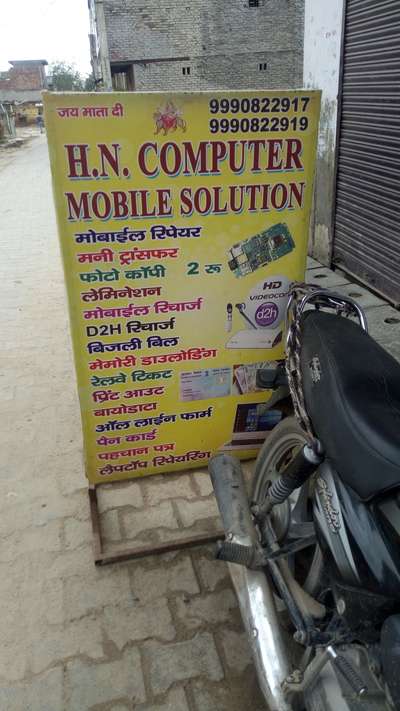 जय माता दी
9990822917
9990822919
H.N. COMPUTER
MOBILE SOLUTION
मोबाईल रिपेयर
मनी ट्रांसफर
फोटो कॉपी 2 रू
लेमिनेशन
मोबाईल रिचार्ज
D2H रिचार्ज
बिजली बिल
मेमोरी डाउलोडिंग
रेलवे टिकट
प्रिंट आउट
बायोडाटा
ऑल लाईन फार्म
पैन कार्ड
पहचान पत्र
लैपटॉप रिपेयरिंग
HD
VIDEOCON
d2h